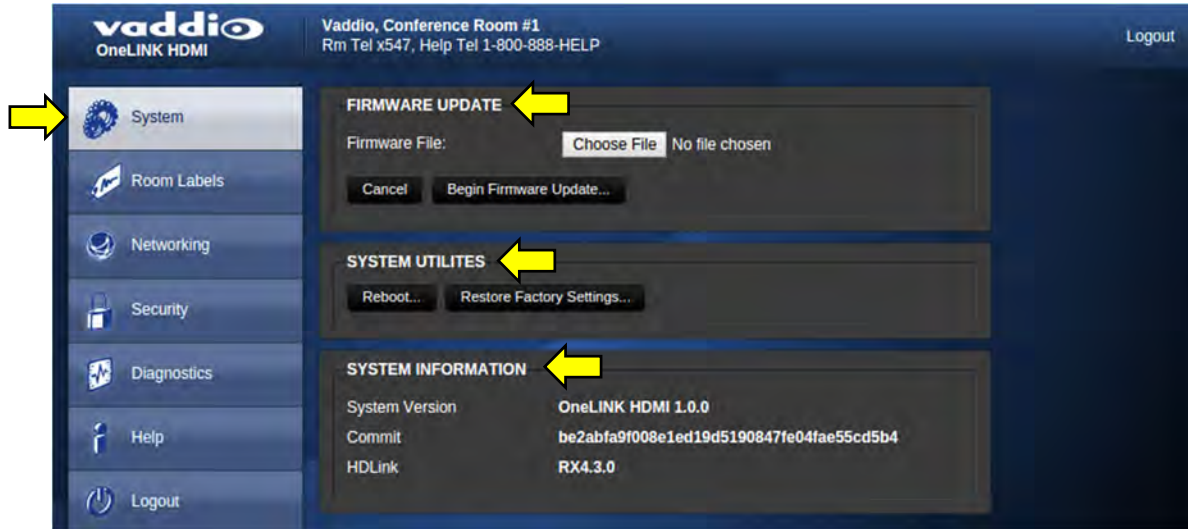 vaddio
OneLINK HDMI
Vaddio, Conference Room #1
Rm Tel x547, Help Tel 1-800-888-HELP
Logout
System
Room Labels
Networking
Security
Diagnostics
Help
Logout
FIRMWARE UPDATE
Firmware File: Choose File No file chosen
Cancel Begin Firmware Update...
SYSTEM UTILITES
Reboot... Restore Factory Settings...
SYSTEM INFORMATION
System Version OneLINK HDMI 1.0.0
Commit be2abfa9f008e1ed19d5190847fe04fae55cd5b4
HDLink RX4.3.0